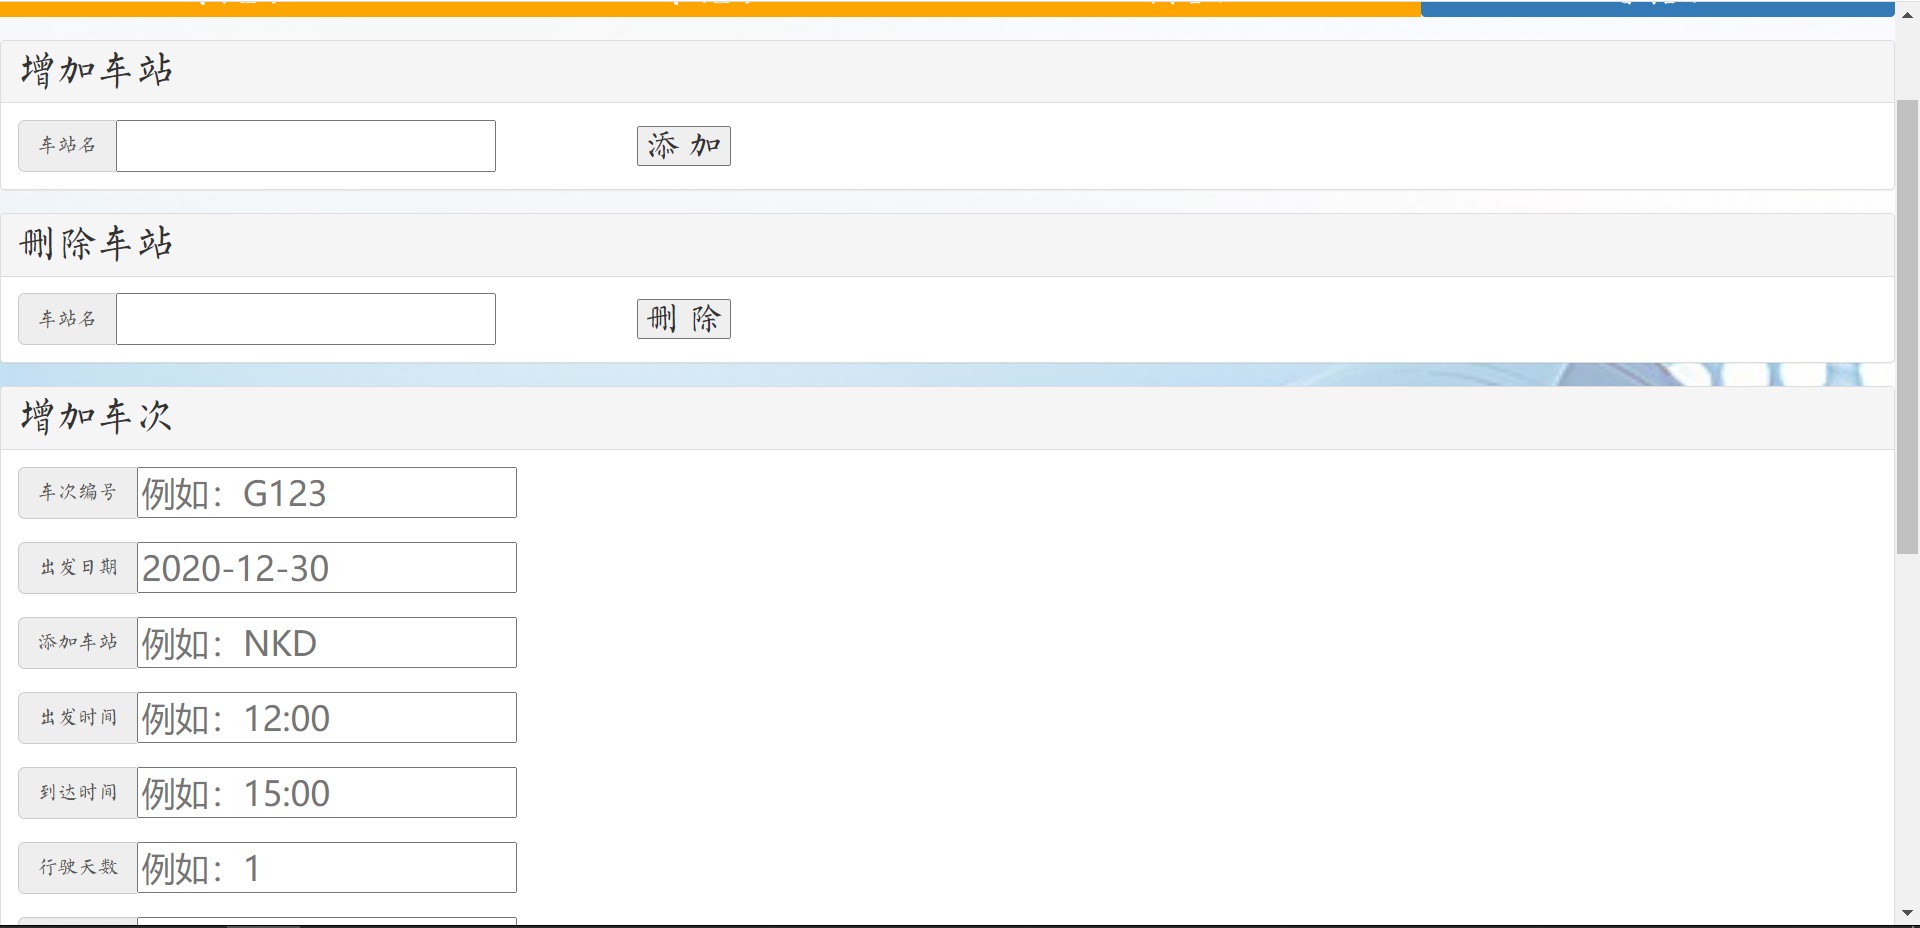 增加车站
车站名 添 加
删除车站
车站名 删 除
增加车次
车次编号 例如：G123
出发日期 2020-12-30
添加车站 例如：NKD
出发时间 例如：12:00
到达时间 例如：15:00
行驶天数 例如：1